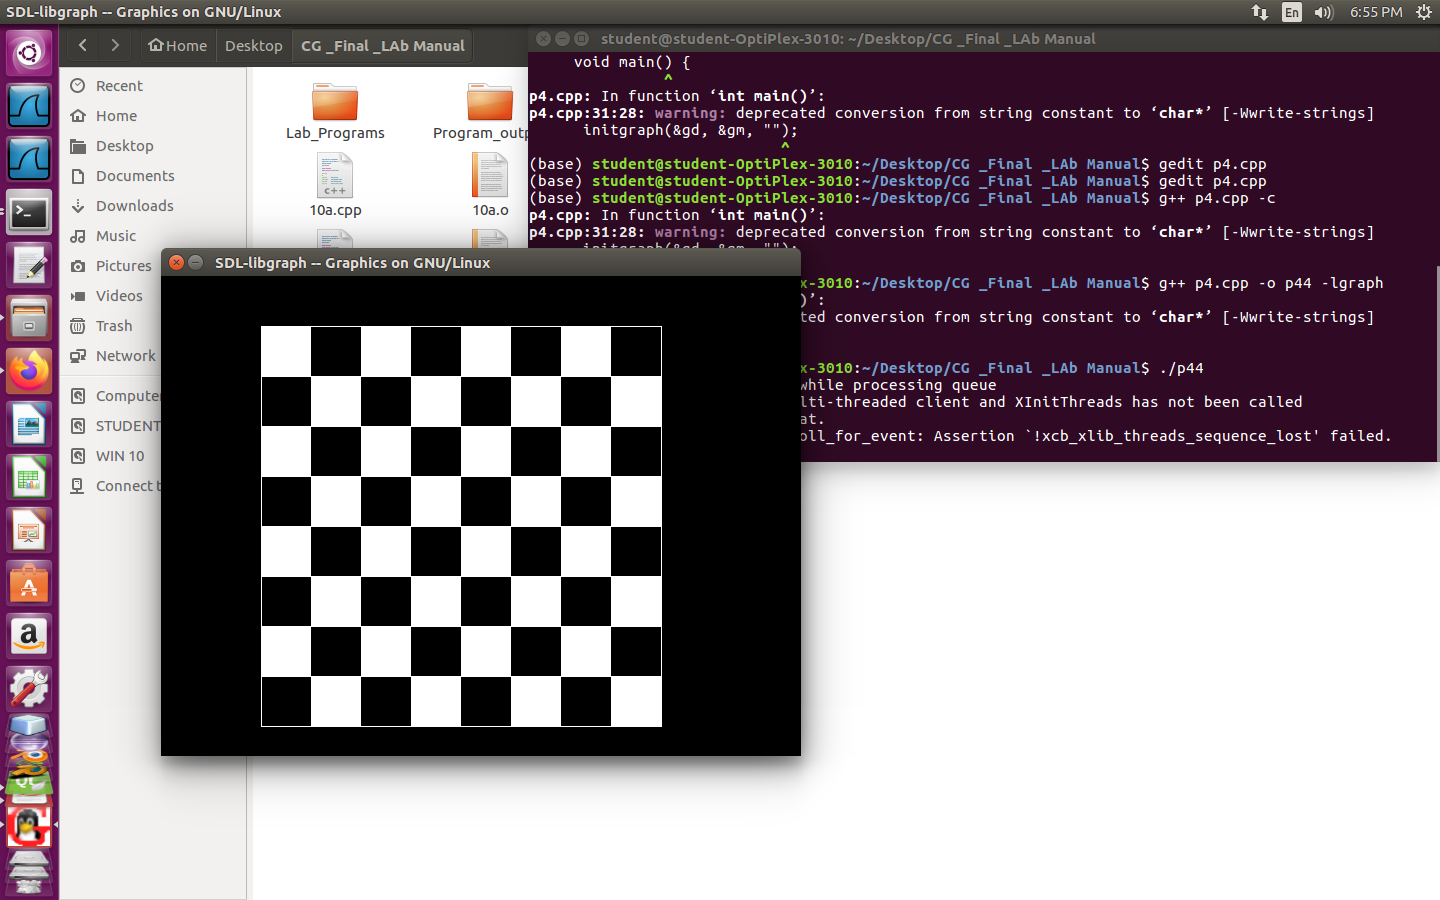 SDL-libgraph -- Graphics on GNU/Linux
En
6:55 PM
Home
Desktop
CG _Final _LAb Manual
student@student-OptiPlex-3010: ~/Desktop/CG _Final _LAb Manual
Recent
Home
Desktop
Documents
Downloads
Music
Pictures
Videos
Trash
Network
Compute
STUDENT
WIN 10
Connect t
Lab_Programs
Program_outp
C++
10a.cpp
10a.o
void main() {
^
p4.cpp: In function ‘int main()’:
p4.cpp:31:28: warning: deprecated conversion from string constant to ‘char*’ [-Wwrite-strings]
initgraph(&gd, &gm, "");
^
(base) student@student-OptiPlex-3010:~/Desktop/CG _Final _LAb Manual$ gedit p4.cpp
(base) student@student-OptiPlex-3010:~/Desktop/CG _Final _LAb Manual$ gedit p4.cpp
(base) student@student-OptiPlex-3010:~/Desktop/CG _Final _LAb Manual$ g++ p4.cpp -c
p4.cpp: In function ‘int main()’:
p4.cpp:31:28: warning: deprecated conversion from string constant to ‘char*’ [-Wwrite-strings]
initgraph(&gd, &gm, "");
x-3010:~/Desktop/CG _Final _LAb Manual$ g++ p4.cpp -o p44 -lgraph
)’:
ted conversion from string constant to ‘char*’ [-Wwrite-strings]
x-3010:~/Desktop/CG _Final _LAb Manual$ ./p44
while processing queue
lti-threaded client and XInitThreads has not been called
at.
oll_for_event: Assertion `!xcb_xlib_threads_sequence_lost' failed.
SDL-libgraph -- Graphics on GNU/Linux